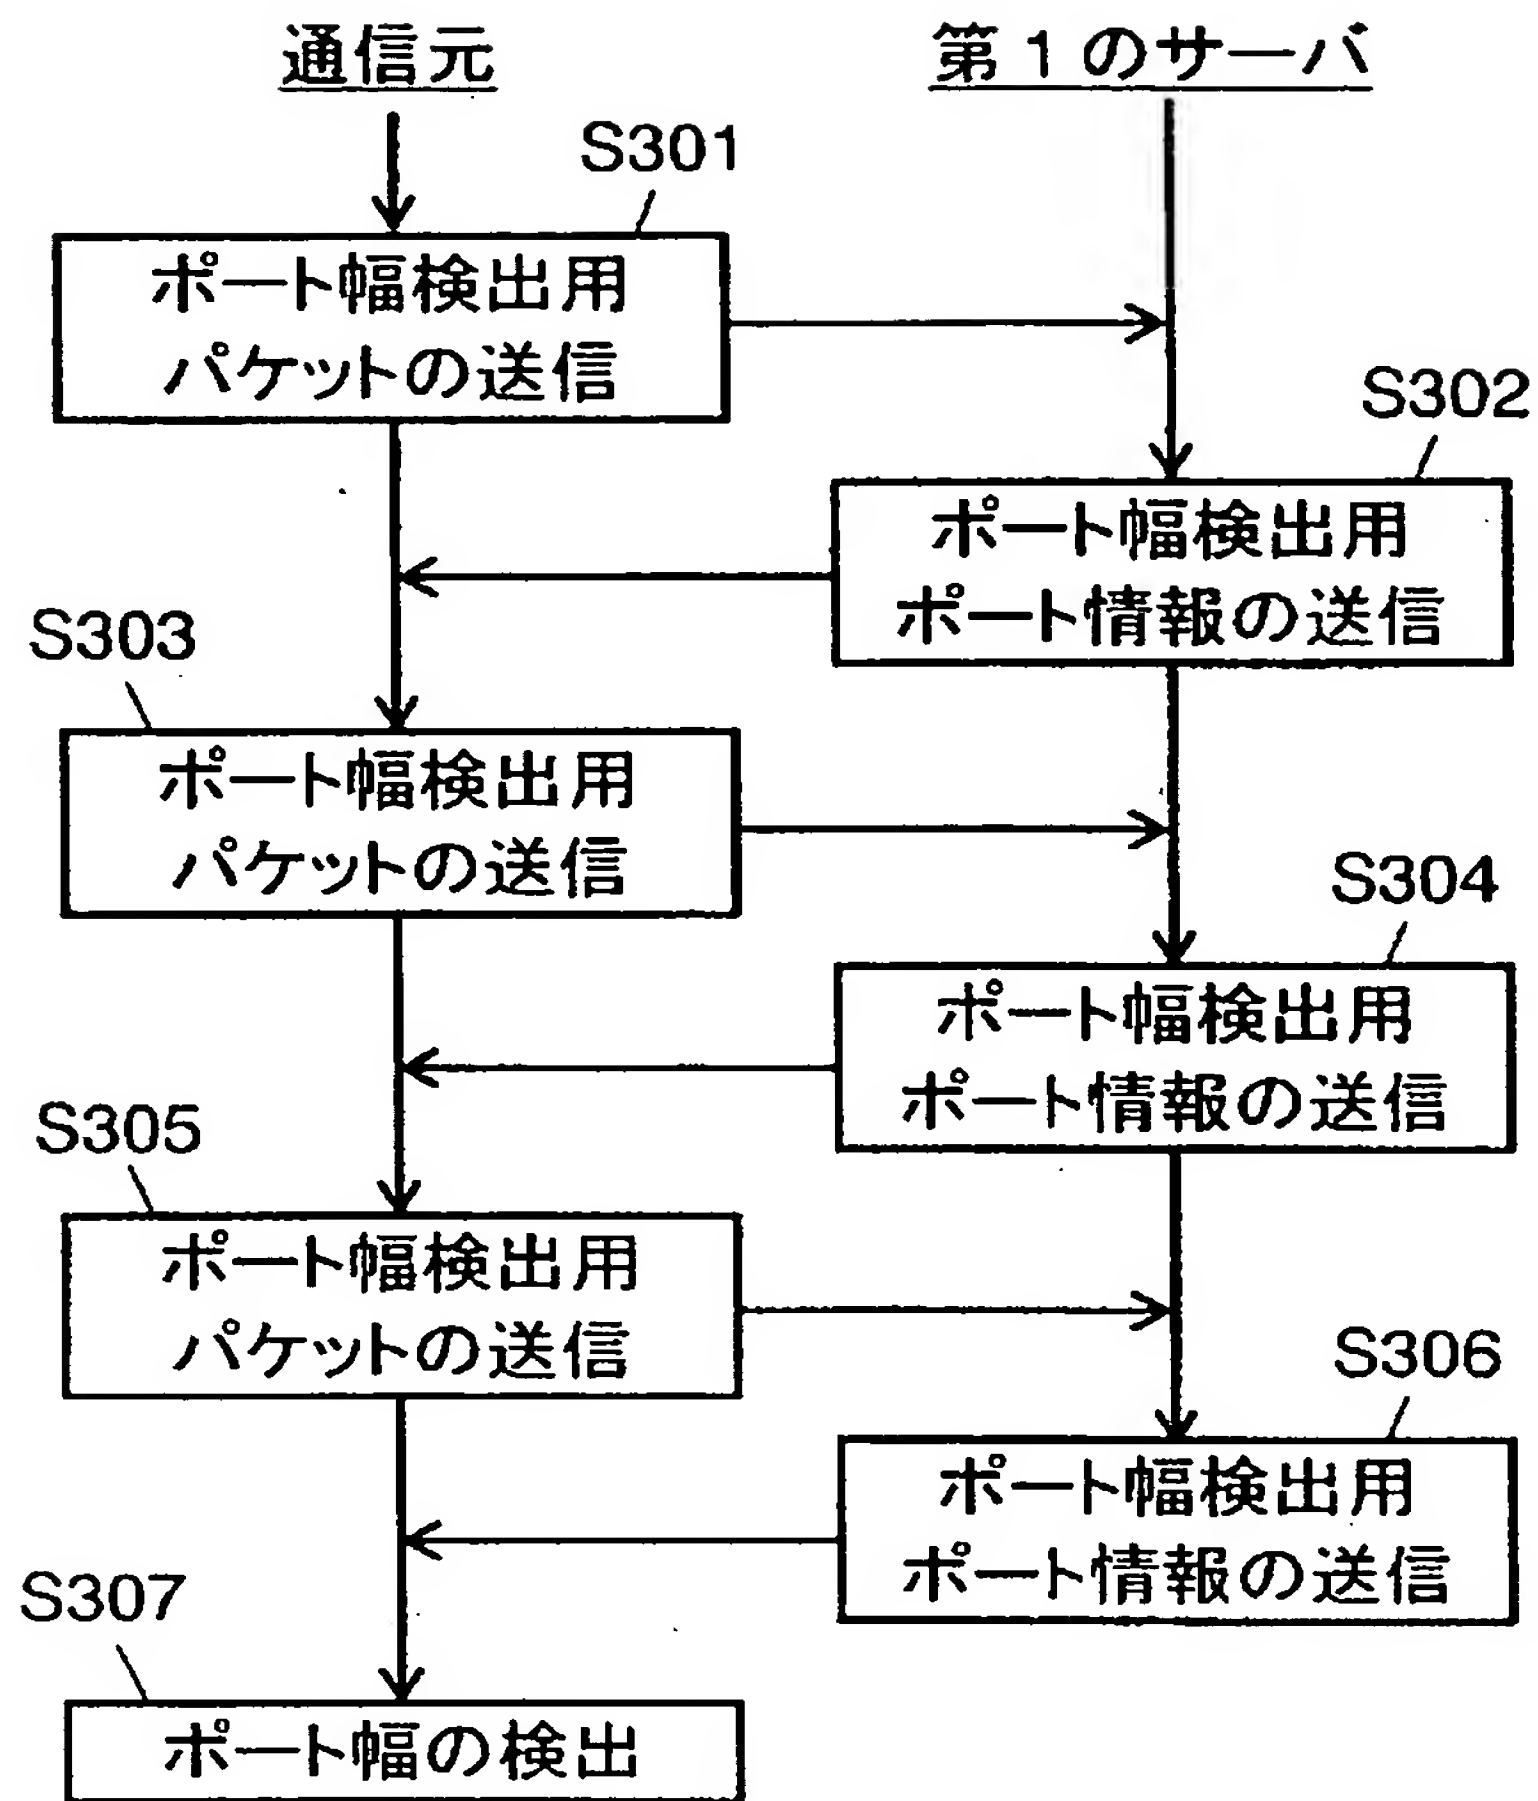 通信元
第1のサーバ
S301
ポート幅検出用
パケットの送信
S302
ポート幅検出用
ポート情報の送信
S303
ポート幅検出用
パケットの送信
S304
ポート幅検出用
ポート情報の送信
S305
ポート幅検出用
パケットの送信
S306
ポート幅検出用
ポート情報の送信
S307
ポート幅の検出